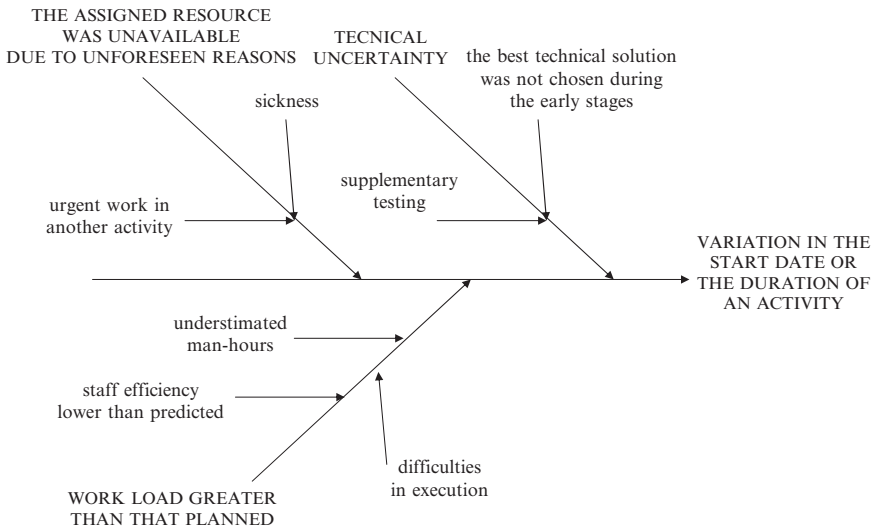 THE ASSIGNED RESOURCE
WAS UNAVAILABLE
DUE TO UNFORESEEN REASONS
TECNICAL
UNCERTAINTY
the best technical solution
was not chosen during
the early stages
sickness
urgent work in
another activity
supplementary
testing
VARIATION IN THE
START DATE OR
THE DURATION OF
AN ACTIVITY
understimated
man-hours
staff efficiency
lower than predicted
difficulties
in execution
WORK LOAD GREATER
THAN THAT PLANNED